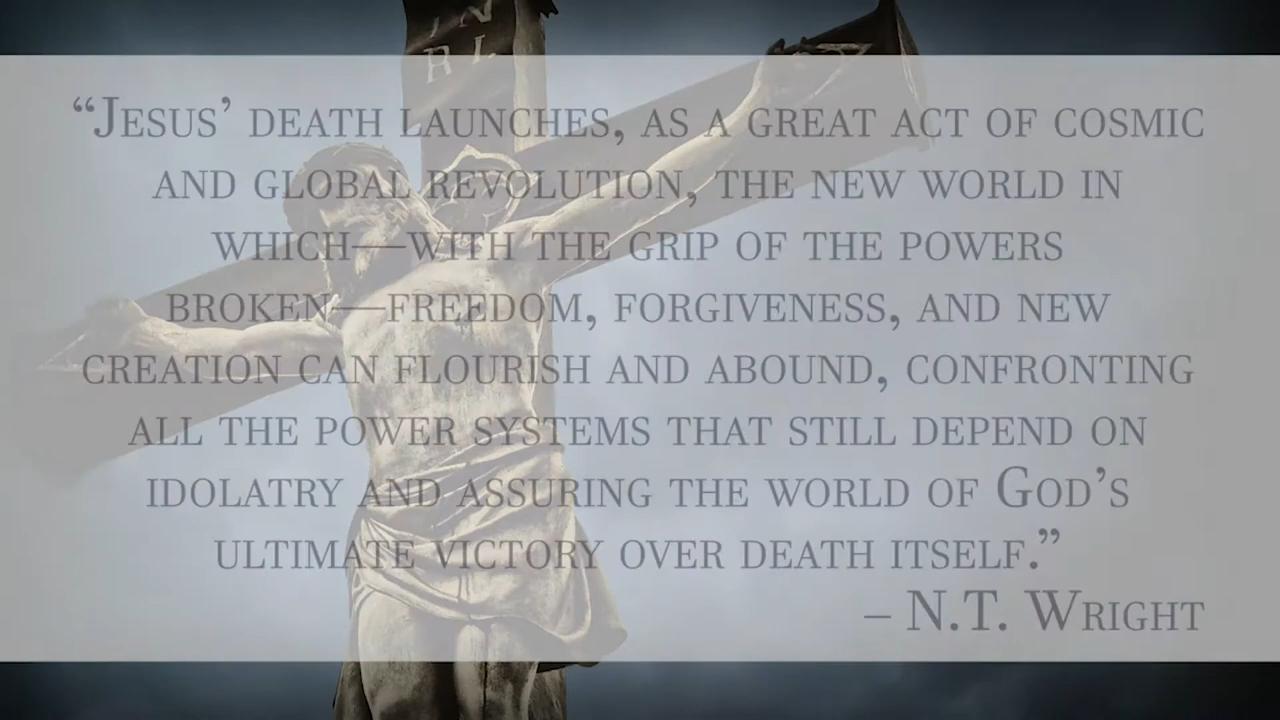 IN
RL
“Jesus’ death launches, as a great act of cosmic
and global revolution, the new world in
which—with the grip of the powers
broken—freedom, forgiveness, and new
creation can flourish and abound, confronting
all the power systems that still depend on
idolatry and assuring the world of God’s
ultimate victory over death itself.”
– N.T. Wright